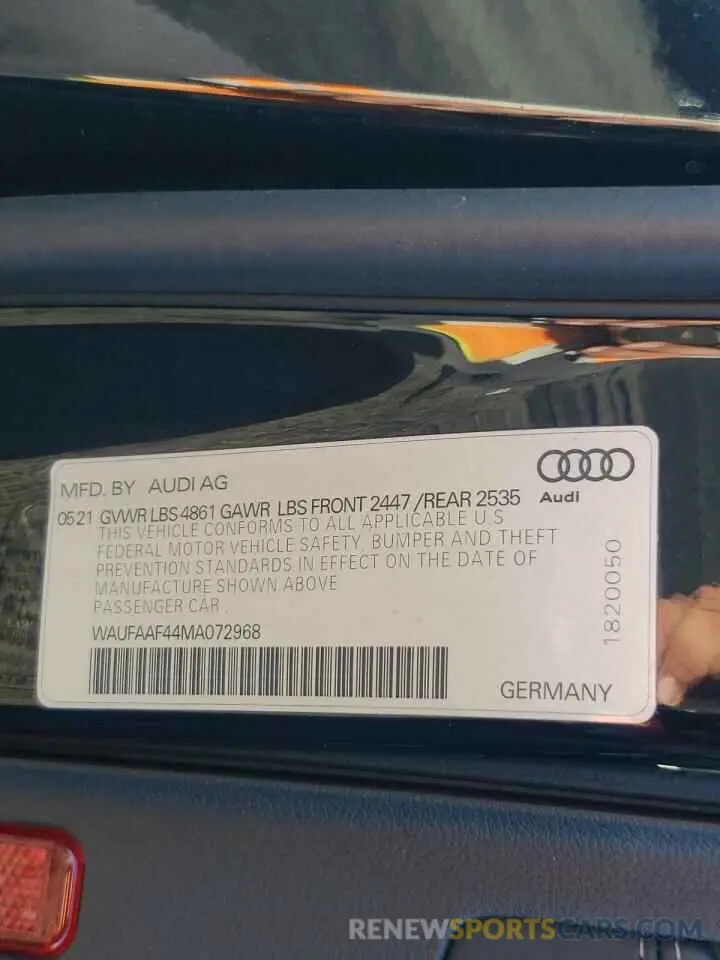 MFD. BY AUDI AG
Audi
05 21 GVWR LBS 4861 GAWR LBS FRONT 2447 /REAR 2535
THIS VEHICLE CONFORMS TO ALL APPLICABLE U S
FEDERAL MOTOR VEHICLE SAFETY, BUMPER AND THEFT
PREVENTION STANDARDS IN EFFECT ON THE DATE OF
MANUFACTURE SHOWN ABOVE
PASSENGER CAR .
WAUFAAF44MA072968
1820050
GERMANY
RENEWSPORTSCARS.COM